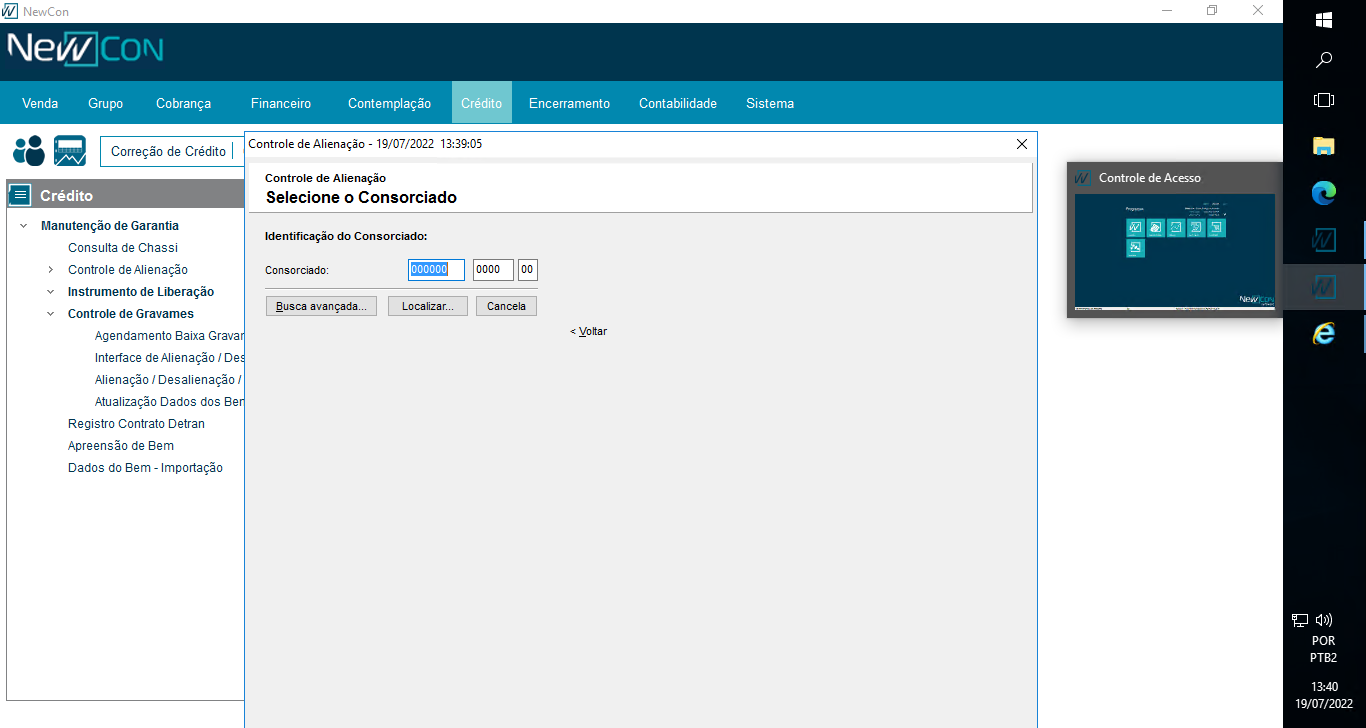 NewCon
NewCon
Venda Grupo Cobrança Financeiro Contemplação Crédito Encerramento Contabilidade Sistema
Correção de Crédito
Crédito
Manutenção de Garantia
Consulta de Chassi
Controle de Alienação
Instrumento de Liberação
Controle de Gravames
Agendamento Baixa Gravar
Interface de Alienação / Des
Alienação / Desalienação /
Atualização Dados dos Ber
Registro Contrato Detran
Apreensão de Bem
Dados do Bem - Importação
Controle de Alienação - 19/07/2022 13:39:05
Controle de Alienação
Selecione o Consorciado
Identificação do Consorciado:
Consorciado: 000000 0000 00
Busca avançada... Localizar... Cancela
< Voltar
Controle de Acesso
Programas
NewCon
POR
PTB2
13:40
19/07/2022